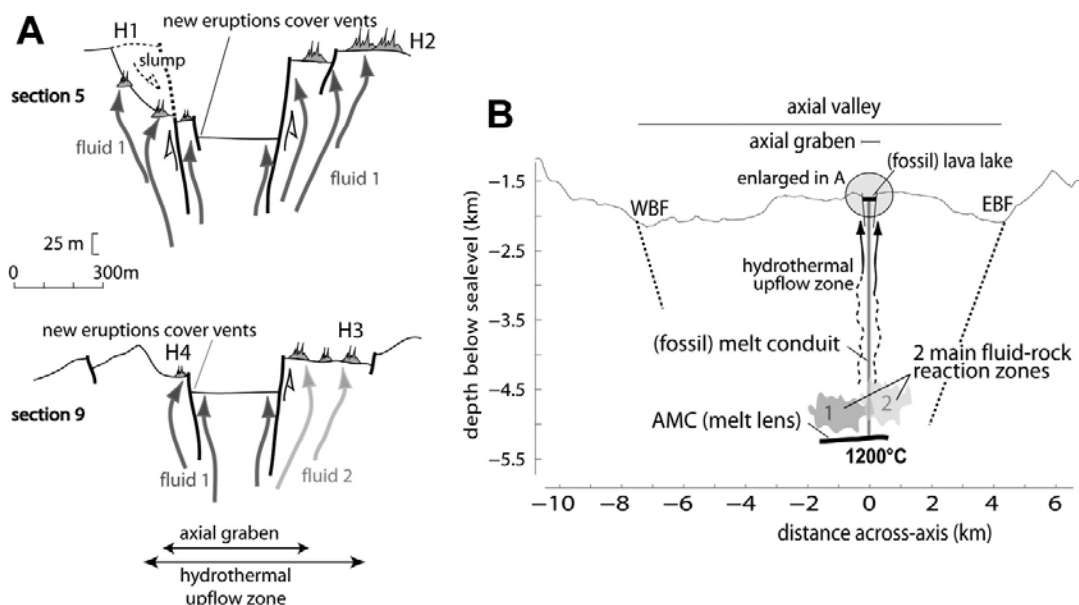 A
H1
new eruptions cover vents
H2
slump
section 5
fluid 1
fluid 1
25 m
0 300m
new eruptions cover vents
H3
H4
section 9
fluid 1
fluid 2
axial graben
hydrothermal
upflow zone
B
axial valley
axial graben
enlarged in A
(fossil) lava lake
WBF
EBF
hydrothermal
upflow zone
(fossil) melt conduit
2 main fluid-rock
reaction zones
1
2
AMC (melt lens)
1200°C
depth below sealevel (km)
−1.5
−2.5
−3.5
−4.5
−5.5
−10 −8 −6 −4 −2 0 2 4 6
distance across-axis (km)